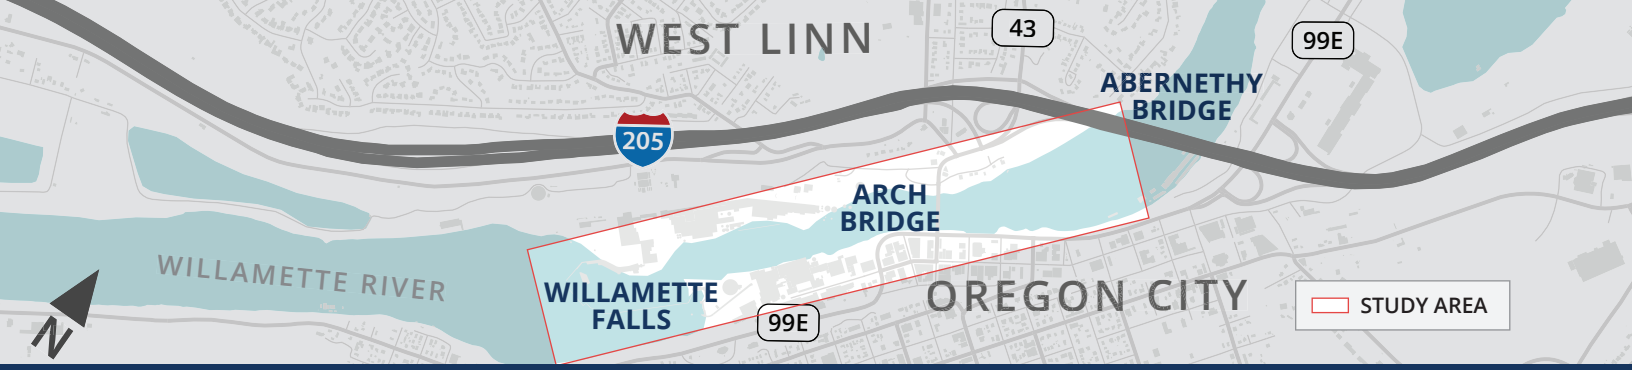 WEST LINN
43
99E
ABERNETHY
BRIDGE
205
ARCH
BRIDGE
WILLAMETTE RIVER
WILLAMETTE
FALLS
OREGON CITY
99E
STUDY AREA
N